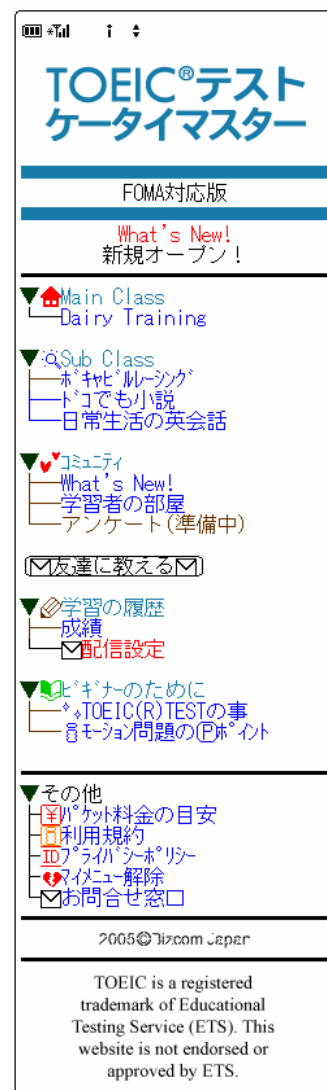 TOEIC®テスト
ケータイマスター
FOMA対応版
What's New!
新規オープン！
▼Main Class
Dairy Training
▼Sub Class
ﾎﾞｷｬﾋﾞﾙﾚｰｼﾝｸﾞ
ﾄﾞｺでも小説
日常生活の英会話
▼ｺﾐｭﾆﾃｨ
What's New!
学習者の部屋
アンケート(準備中)
友達に教える
▼学習の履歴
成績
配信設定
▼ﾋﾞｷﾞﾅｰのために
TOEIC(R)TESTの事
ﾓｰｼｮﾝ問題のⓅﾎﾟｲﾝﾄ
▼その他
ﾊﾟｹｯﾄ料金の目安
利用規約
IDﾌﾟﾗｲﾊﾞｼｰﾎﾟﾘｼｰ
ﾏｲﾒﾆｭｰ解除
お問合せ窓口
2005© Japan
TOEIC is a registered
trademark of Educational
Testing Service (ETS). This
website is not endorsed or
approved by ETS.